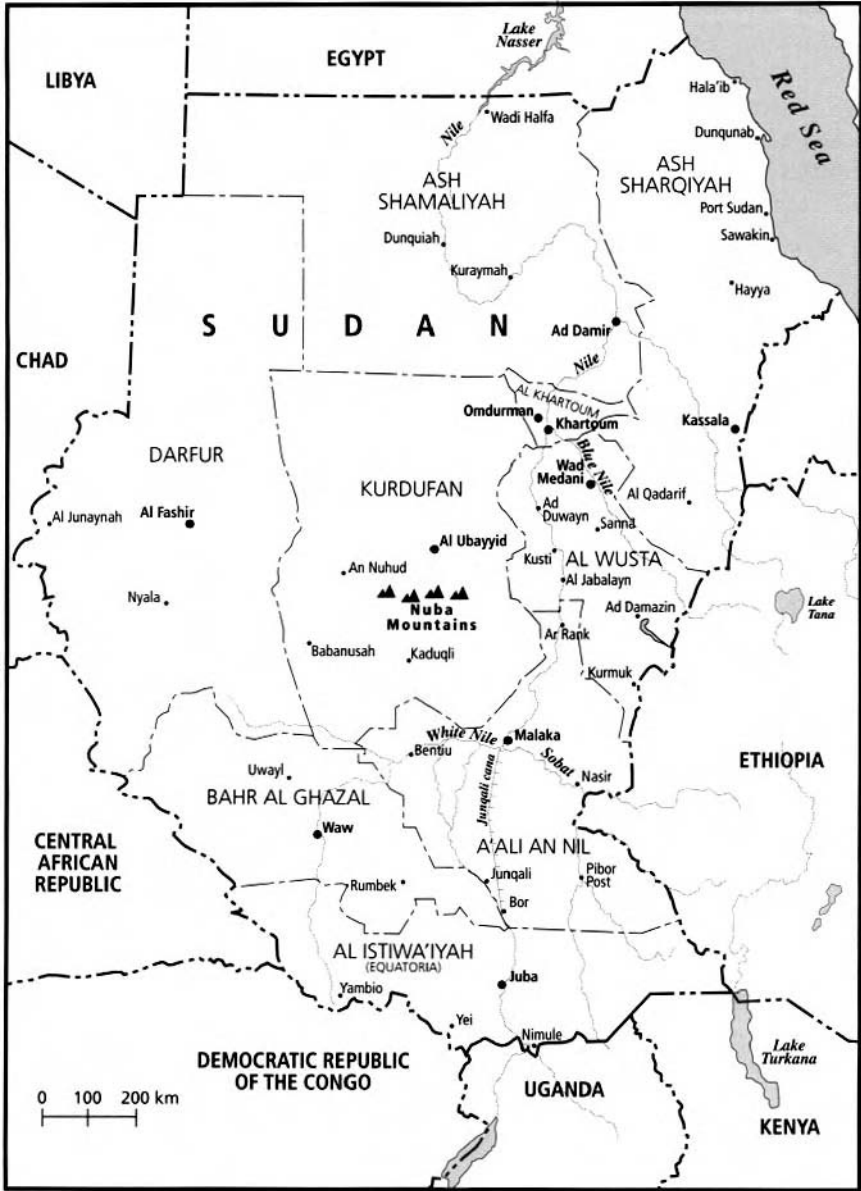 Lake
Nasser
EGYPT
LIBYA
Red Sea
Hala'ib
Wadi Halfa
Nile
Dunqunab
ASH
SHARQIYAH
ASH
SHAMALIYAH
Port Sudan
Sawakin
Dunquiah
Kuraymah
Hayya
SUDAN
Ad Damir
CHAD
Nile
AL KHARTOUM
Omdurman
Khartoum
Kassala
DARFUR
Blue Nile
Wad
Medani
KURDUFAN
Al Qadarif
Al Junaynah
Al Fashir
Ad
Duwayn
Sanna
Al Ubayyid
Kusti
AL WUSTA
An Nuhud
Al Jabalayn
Nyala
Nuba
Mountains
Ad Damazin
Lake
Tana
Ar Rank
Babanusah
Kaduqli
Kurmuk
White Nile
Malaka
Bentiu
Sobat
ETHIOPIA
Uwayl
Nasir
Junqali cana
BAHR AL GHAZAL
Waw
CENTRAL
AFRICAN
REPUBLIC
A'ALI AN NIL
Junqali
Pibor
Post
Rumbek
Bor
AL ISTIWA'IYAH
(EQUATORIA)
Juba
Yambio
Yei
Nimule
Lake
Turkana
DEMOCRATIC REPUBLIC
OF THE CONGO
UGANDA
0 100 200 km
KENYA